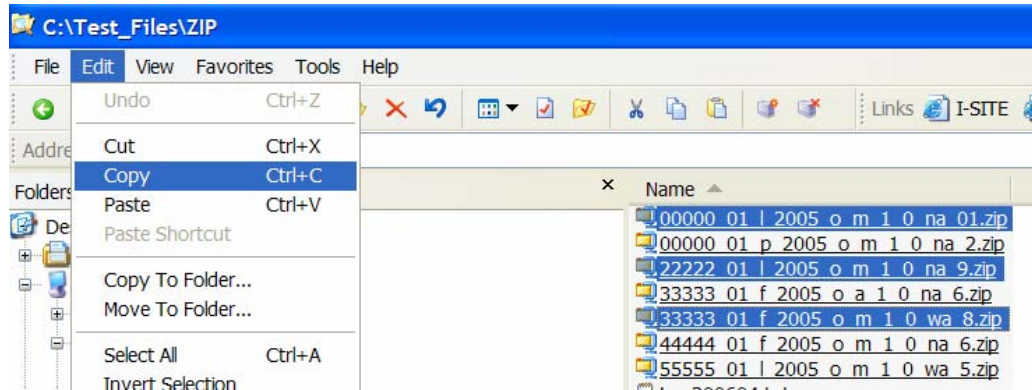 C:\Test_Files\ZIP
File Edit View Favorites Tools Help
Undo Ctrl+Z
Links I-SITE
Addre
Cut Ctrl+X
Copy Ctrl+C
Paste Ctrl+V
Paste Shortcut
Copy To Folder...
Move To Folder...
Select All Ctrl+A
Invert Selection
Folders
De
Name
00000_01_l_2005_o_m_1_0_na_01.zip
00000_01_p_2005_o_m_1_0_na_2.zip
22222_01_l_2005_o_m_1_0_na_9.zip
33333_01_f_2005_o_a_1_0_na_6.zip
33333_01_f_2005_o_m_1_0_wa_8.zip
44444_01_f_2005_o_m_1_0_na_6.zip
55555_01_l_2005_o_m_1_0_wa_5.zip